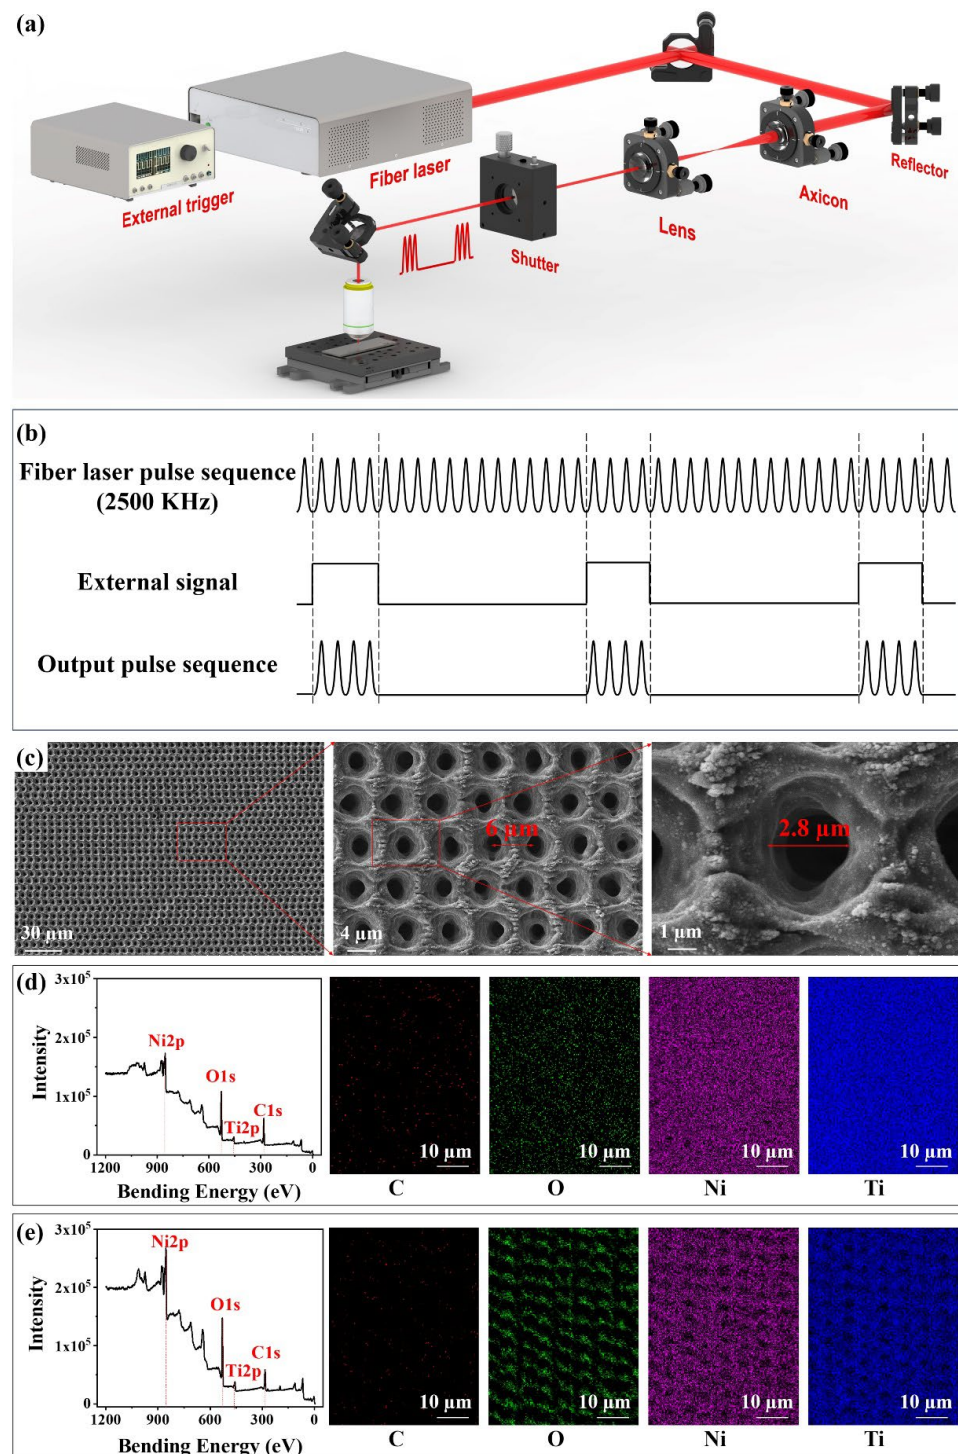 (a)
External trigger
Fiber laser
Shutter
Lens
Axicon
Reflector
(b)
Fiber laser pulse sequence
(2500 KHz)
External signal
Output pulse sequence
(c)
30 µm
6 µm
4 µm
2.8 µm
1 µm
(d)
3x10⁵
2x10⁵
1x10⁵
0
Intensity
Ni2p
O1s
Ti2p
C1s
1200 900 600 300 0
Bending Energy (eV)
10 µm
C
10 µm
O
10 µm
Ni
10 µm
Ti
(e)
3x10⁵
2x10⁵
1x10⁵
0
Intensity
Ni2p
O1s
Ti2p
C1s
1200 900 600 300 0
Bending Energy (eV)
10 µm
C
10 µm
O
10 µm
Ni
10 µm
Ti